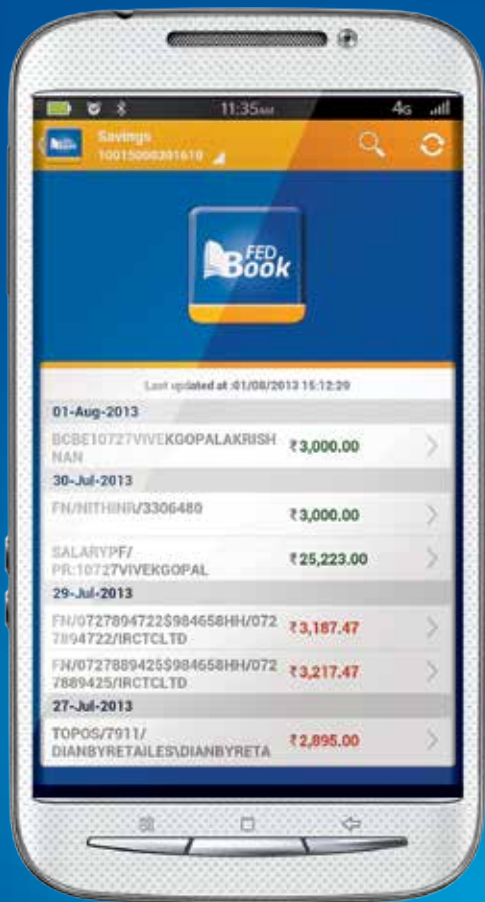 11:35AM
4G
Savings
10015000301610
FED
Book
Last updated at :01/08/2013 15:12:29
01-Aug-2013
BCBE10727VIVEKGOPALAKRISH
NAN
₹3,000.00
30-Jul-2013
FN/NITHINR/3306480
₹3,000.00
SALARYPF/
PR:10727VIVEKGOPAL
₹25,223.00
29-Jul-2013
FN/0727894722$984658HH/072
7894722/IRCTCLTD
₹3,187.47
FN/0727889425$984658HH/072
7889425/IRCTCLTD
₹3,217.47
27-Jul-2013
TOPOS/7911/
DIANBYRETAILES\DIANBYRETA
₹2,895.00